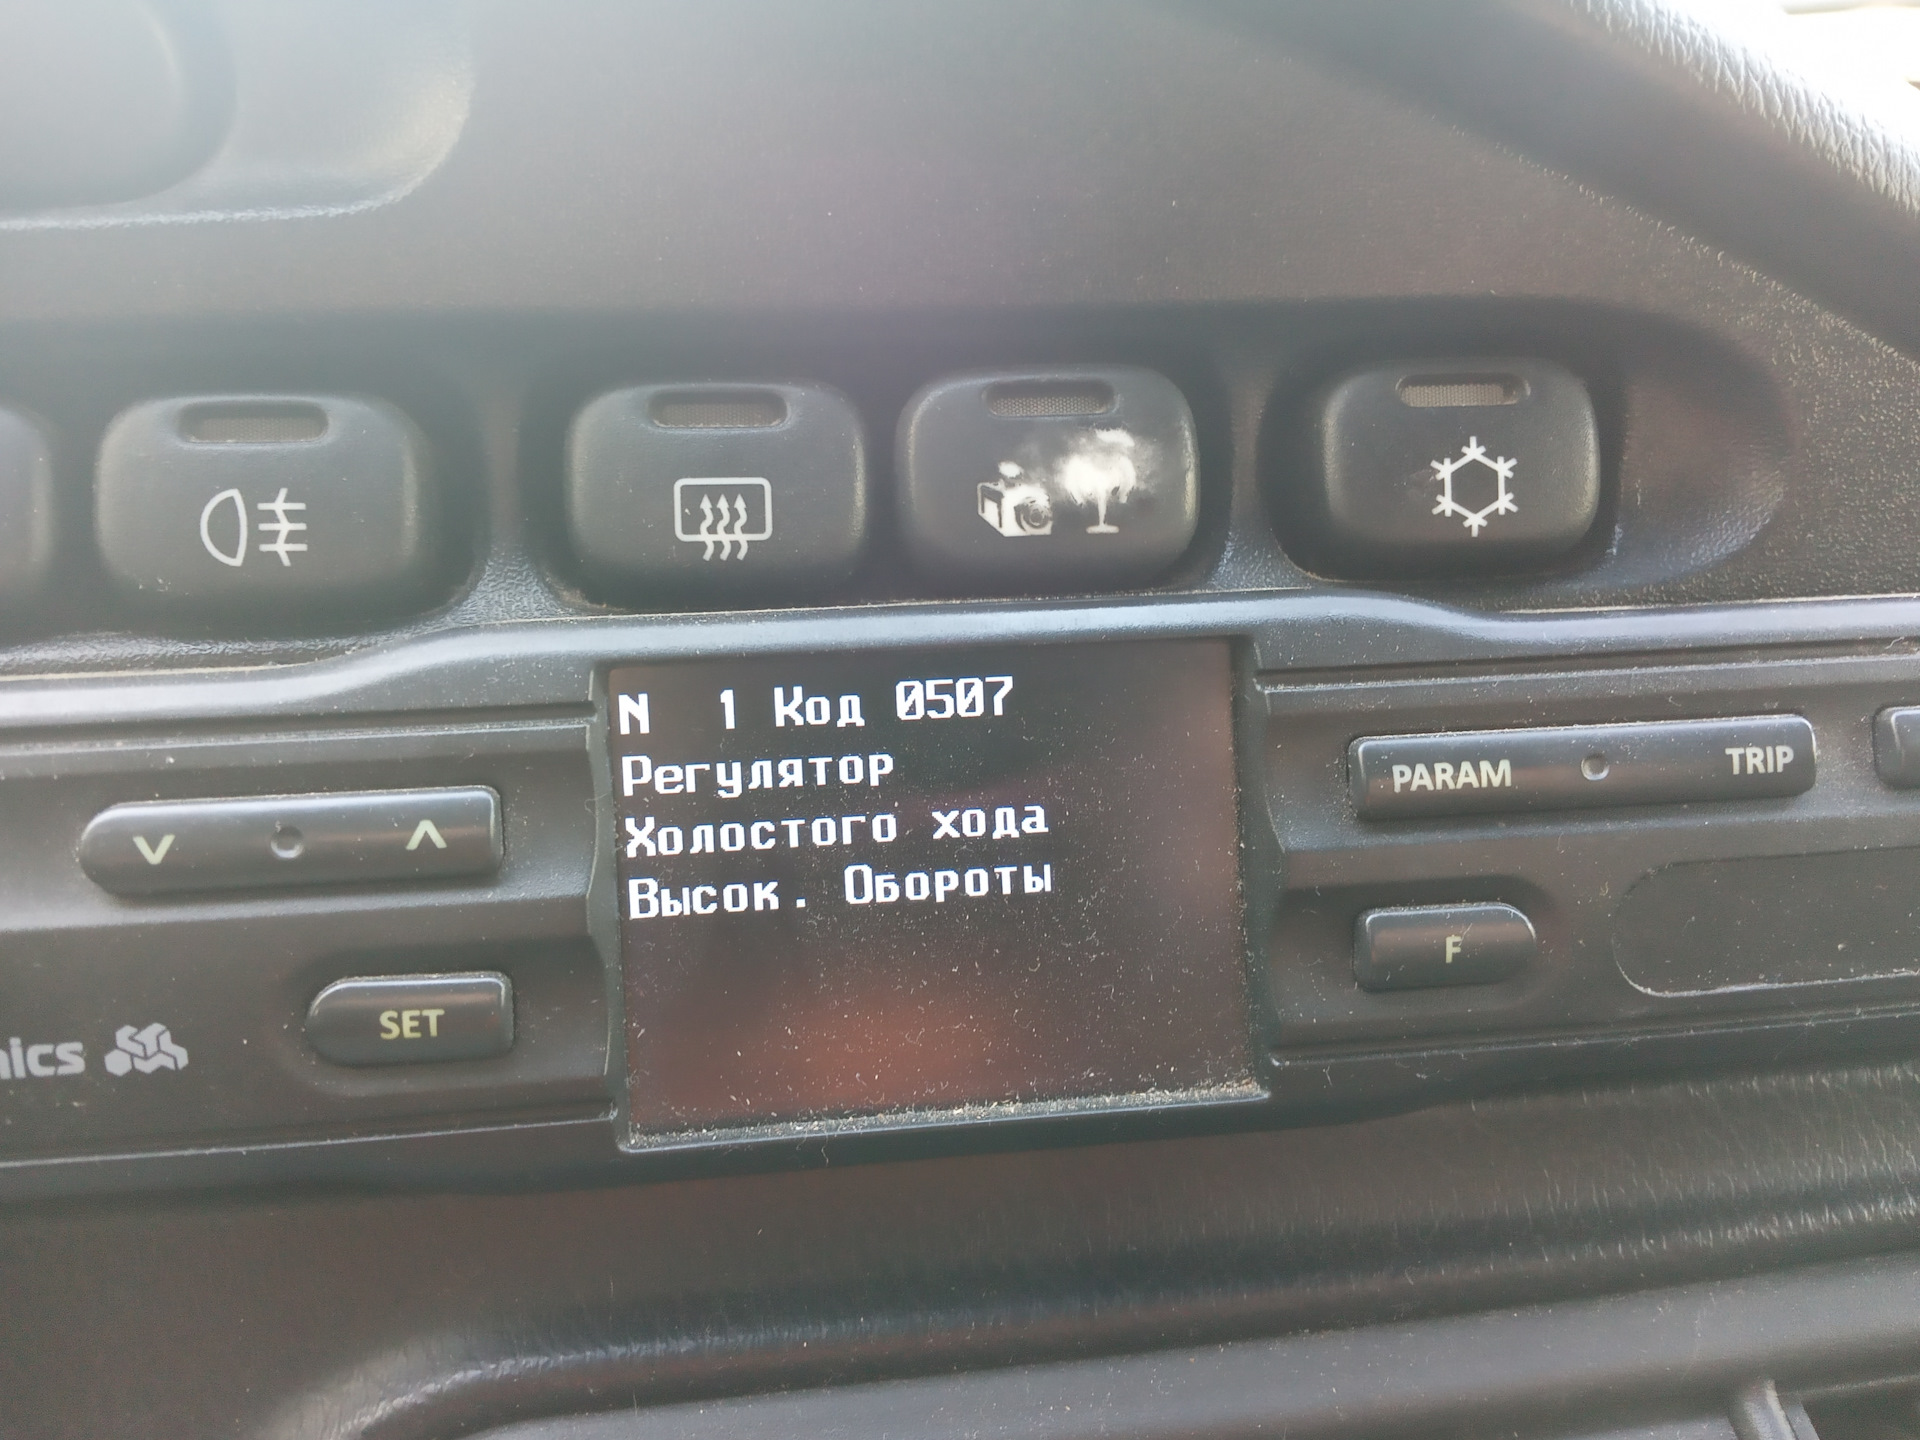 N 1 Код 0507
Регулятор
Холостого хода
Высок. Обороты
PARAM TRIP
F
SET
nics